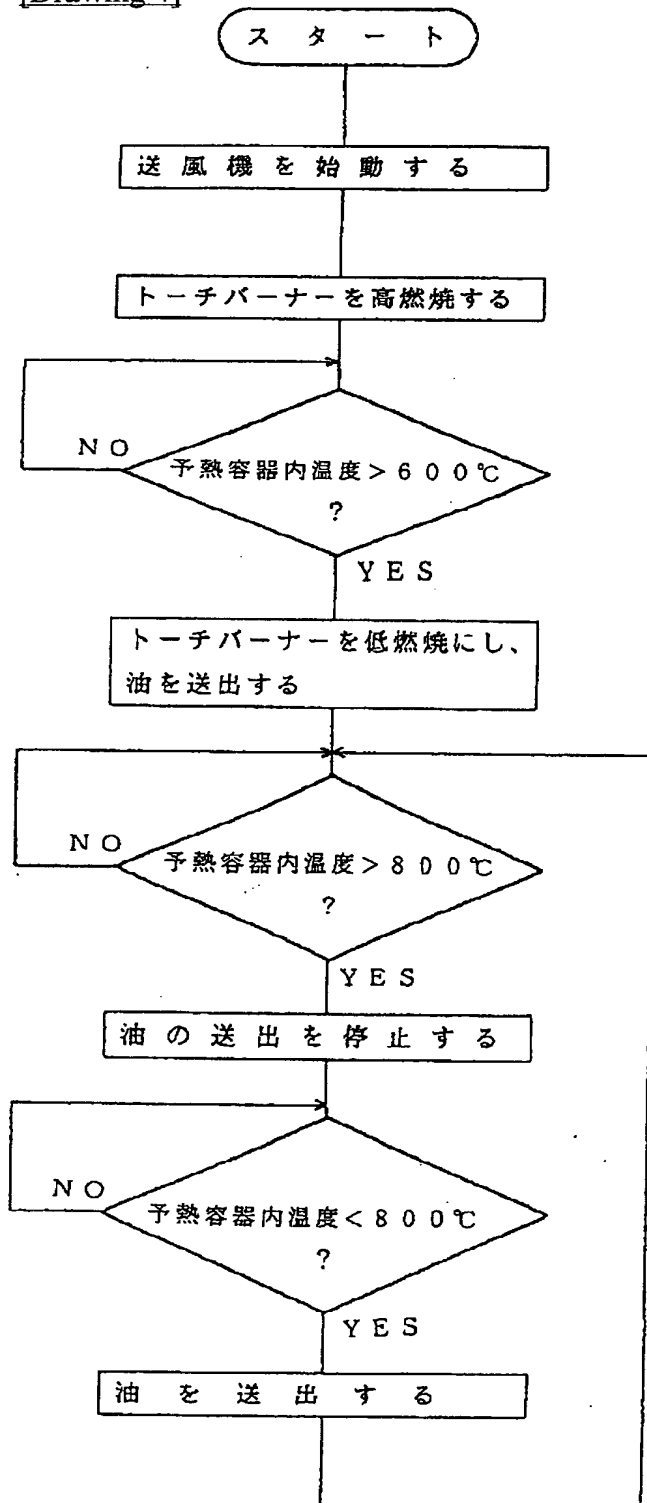 スタート
送風機を始動する
トーチバーナーを高燃焼する
NO
予熱容器内温度>600℃
?
YES
トーチバーナーを低燃焼にし、
油を送出する
NO
予熱容器内温度>800℃
?
YES
油の送出を停止する
NO
予熱容器内温度<800℃
?
YES
油を送出する